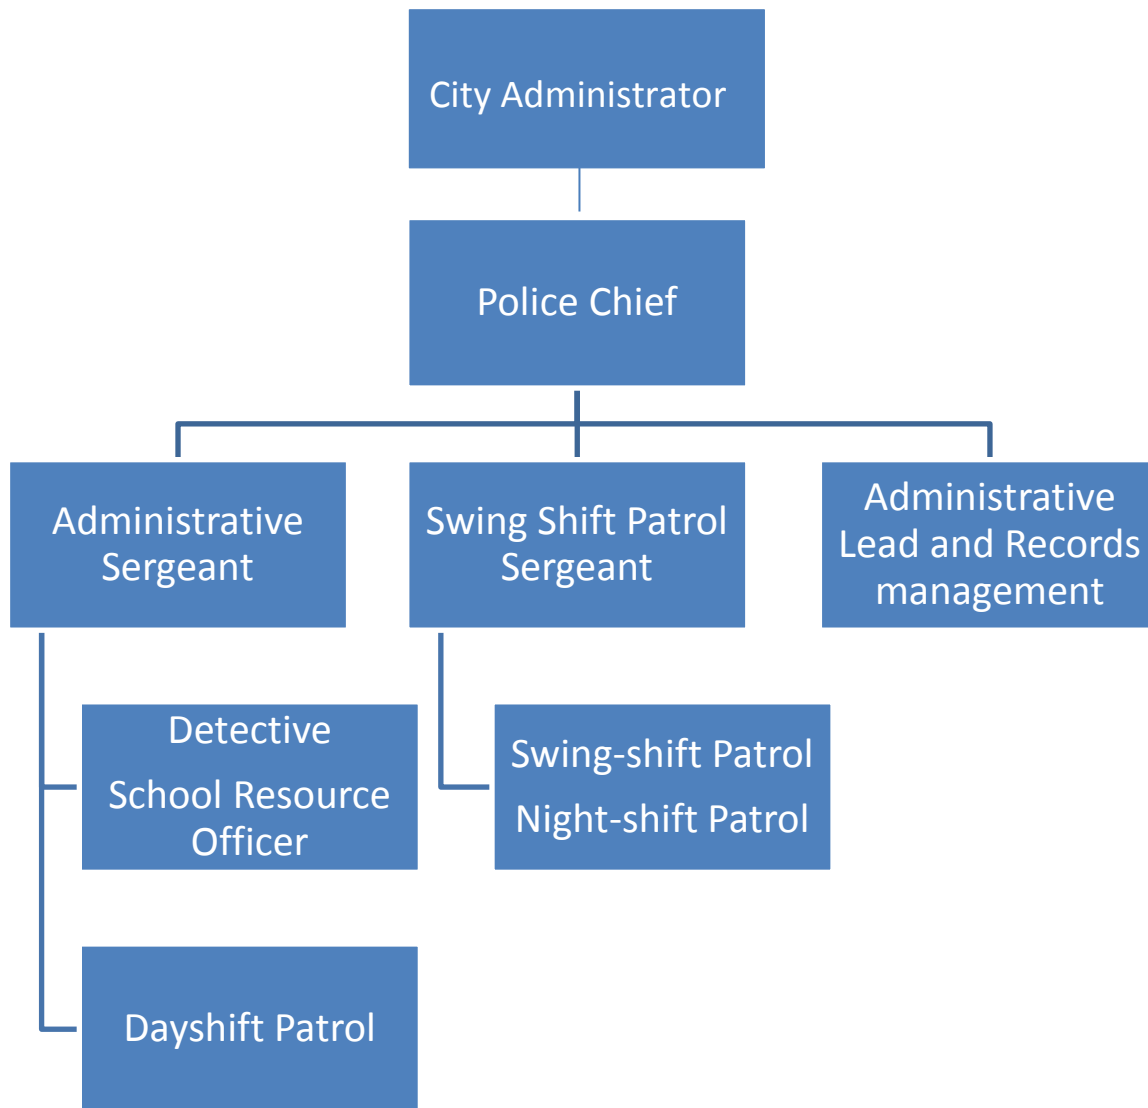 City Administrator
Police Chief
Administrative
Sergeant
Swing Shift Patrol
Sergeant
Administrative
Lead and Records
management
Detective
School Resource
Officer
Swing-shift Patrol
Night-shift Patrol
Dayshift Patrol